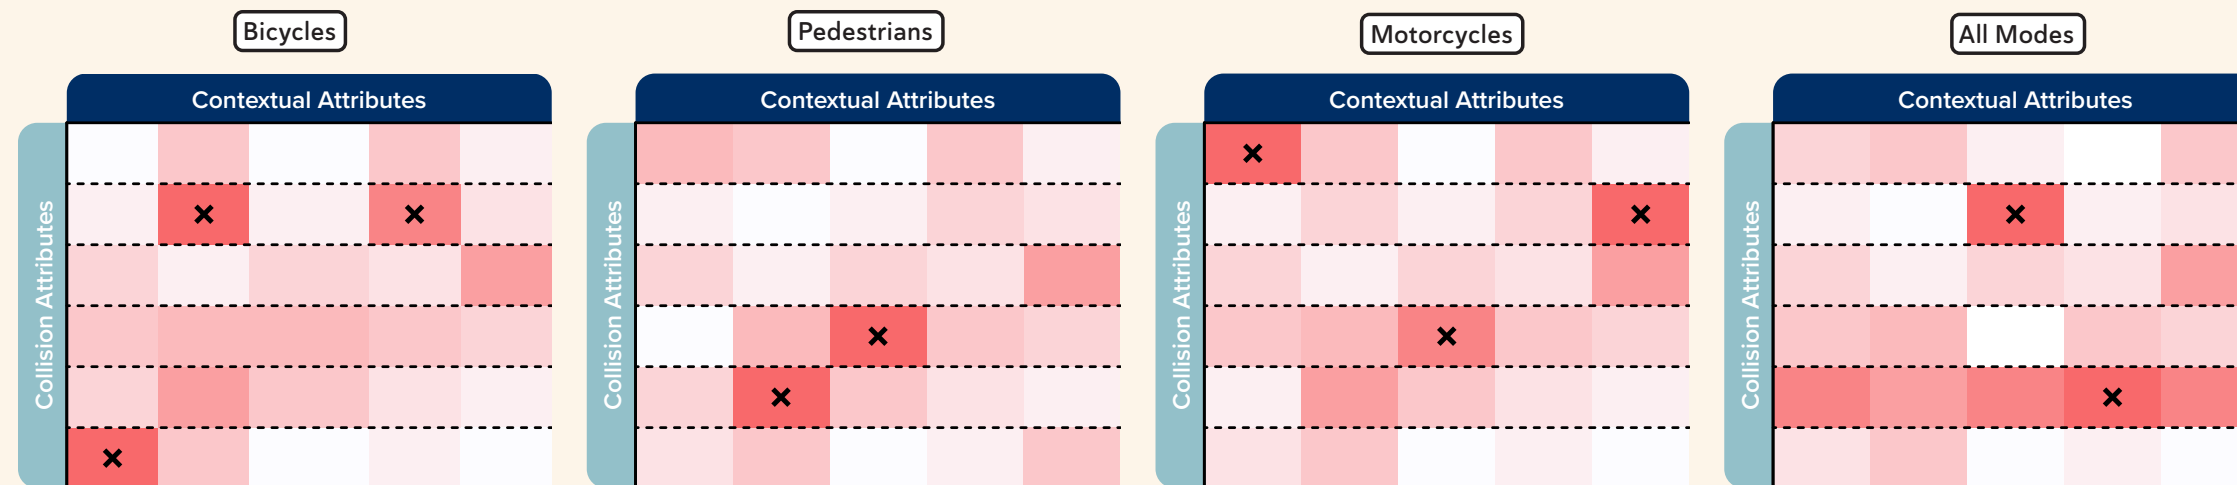 Bicycles
Contextual Attributes
Collision Attributes
Pedestrians
Contextual Attributes
Collision Attributes
Motorcycles
Contextual Attributes
Collision Attributes
All Modes
Contextual Attributes
Collision Attributes